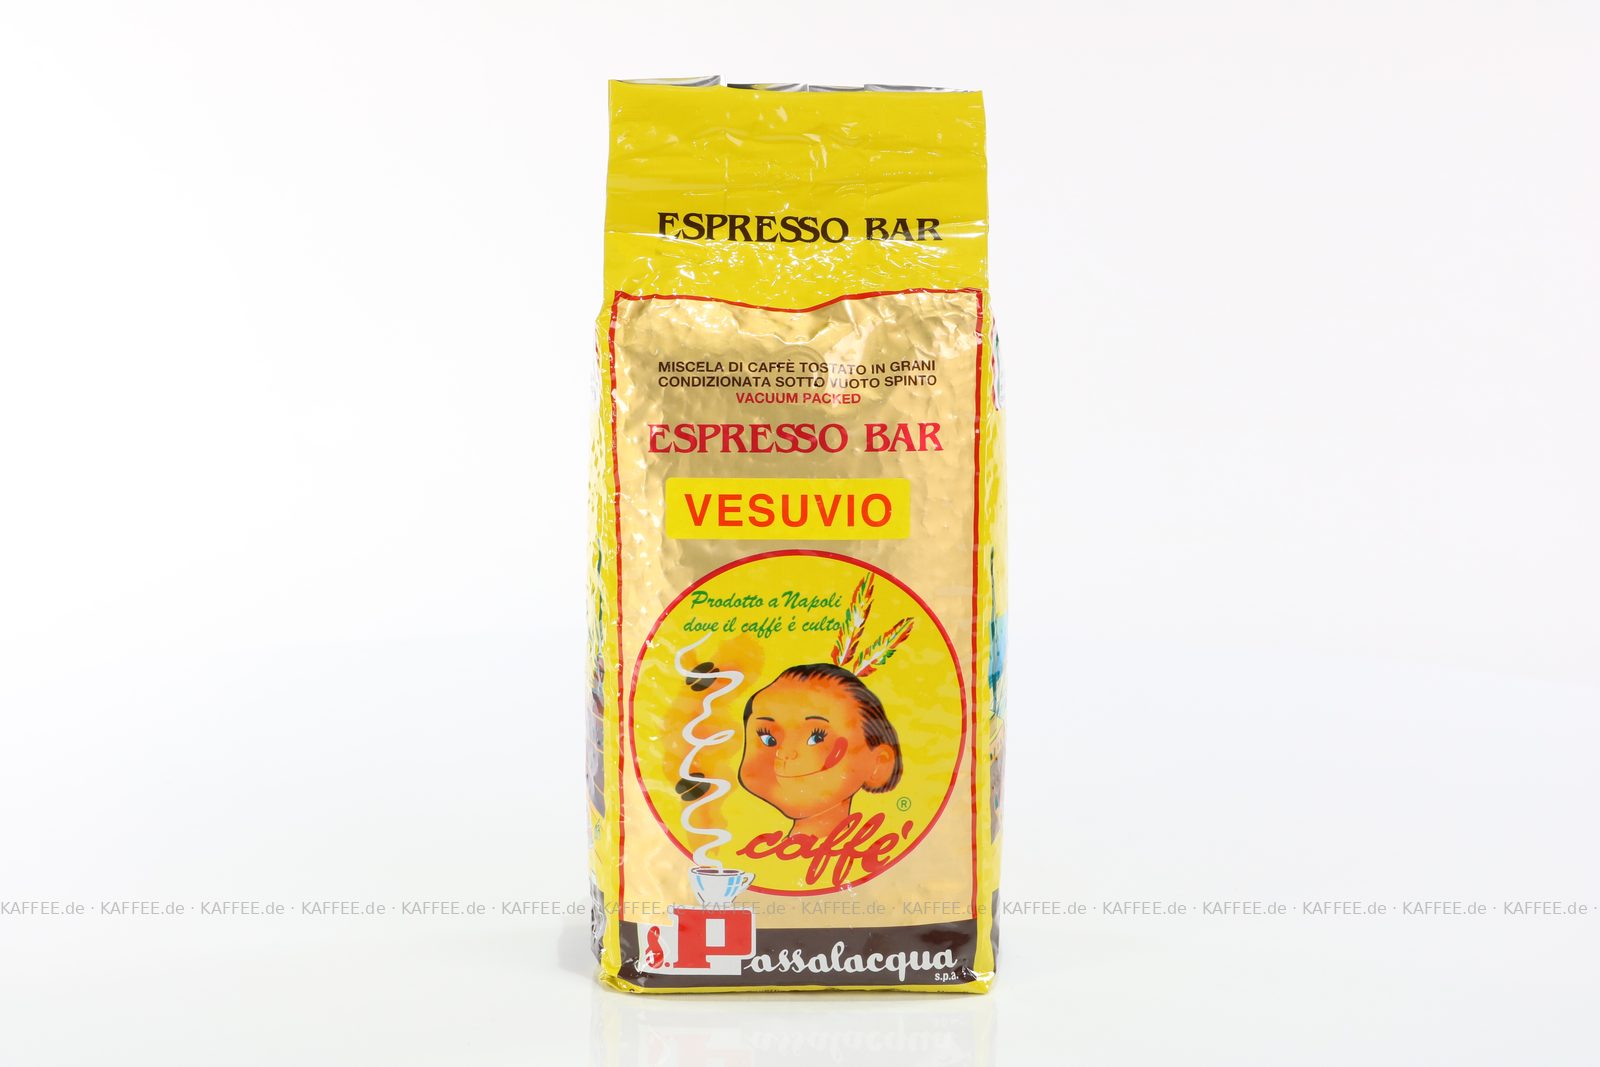 ESPRESSO BAR
MISCELA DI CAFFÈ TOSTATO IN GRANI
CONDIZIONATA SOTTO VUOTO SPINTO
VACUUM PACKED
ESPRESSO BAR
VESUVIO
Prodotto a Napoli
dove il caffé é culto
®
caffe'
KAFFEE.de · KAFFEE.de · KAFFEE.de · KAFFEE.de · KAFFEE.de · KAFFEE.de · KAFFEE.de · KAFFEE.de · KAFFEE.de · KAFFEE.de · KAFFEE.de · KAFFEE.de · KAFFEE.de · KAFFEE.de · KAFFEE.de · KAFFEE.de ·
S. Passalacqua
s.p.a.